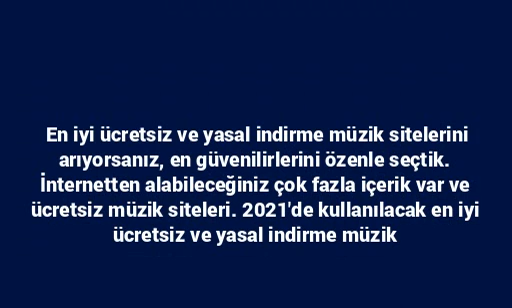 En iyi ücretsiz ve yasal indirme müzik sitelerini
arıyorsanız, en güvenilirlerini özenle seçtik.
İnternetten alabileceğiniz çok fazla içerik var ve
ücretsiz müzik siteleri. 2021'de kullanılacak en iyi
ücretsiz ve yasal indirme müzik